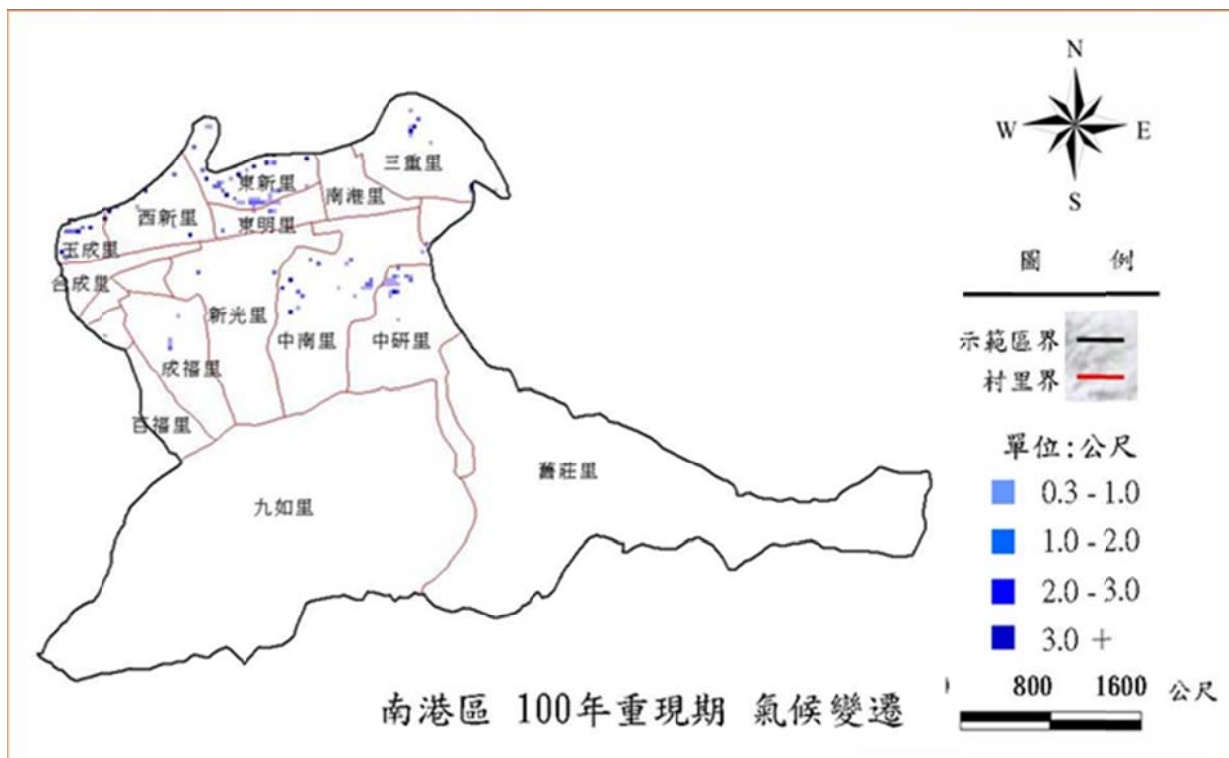 N
W E
S
圖 例
示範區界
村里界
單位:公尺
0.3 - 1.0
1.0 - 2.0
2.0 - 3.0
3.0 +
800 1600 公尺
三重里
東新里
南港里
西新里
東明里
玉成里
合成里
新光里
中南里
中研里
成福里
百福里
舊莊里
九如里
南港區 100年重現期 氣候變遷